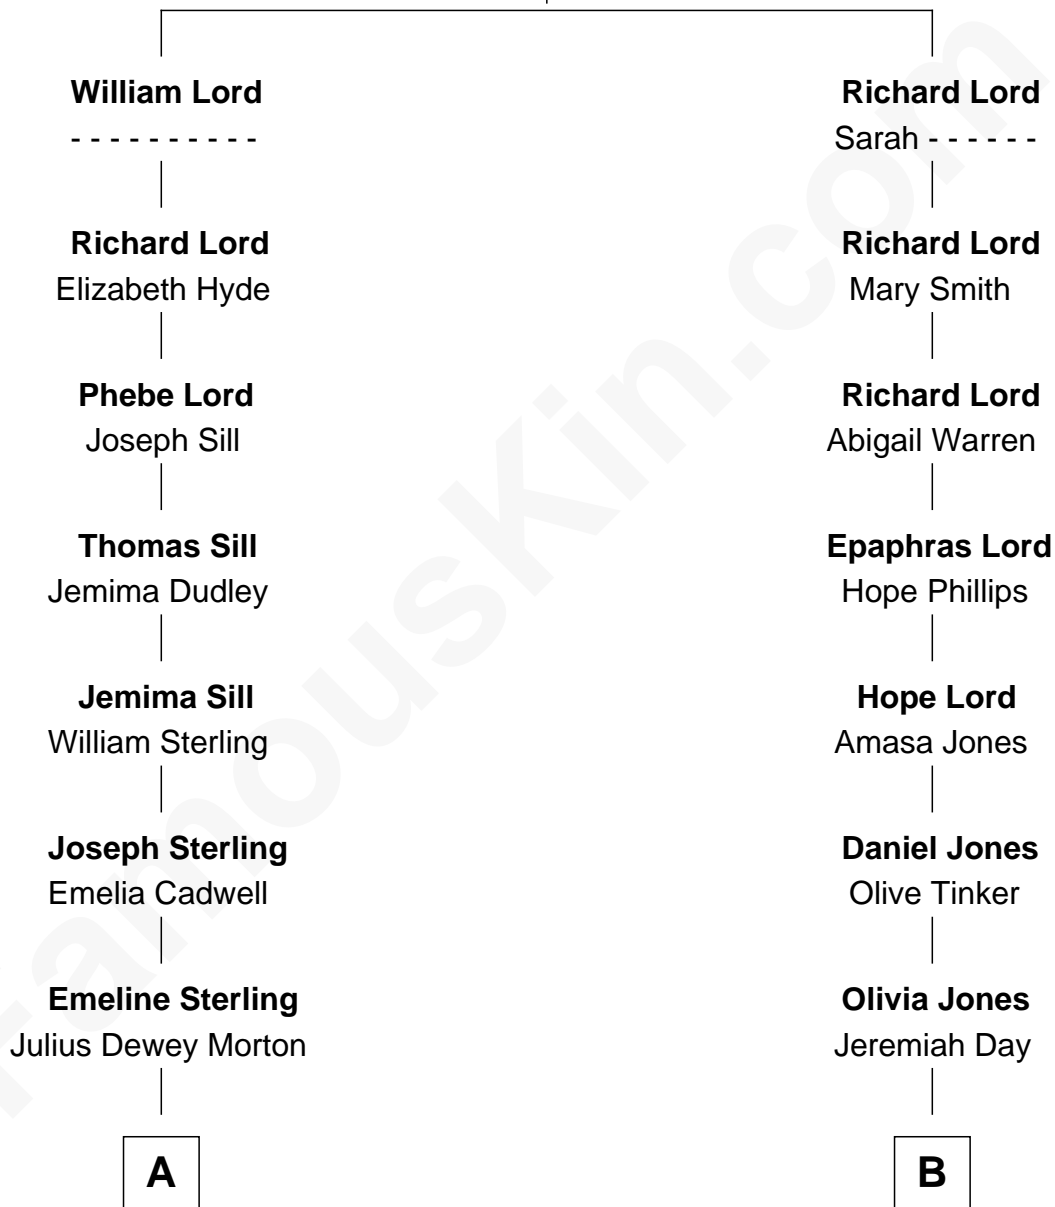 William Lord
- - - - - - - - - -
Richard Lord
Elizabeth Hyde
Phebe Lord
Joseph Sill
Thomas Sill
Jemima Dudley
Jemima Sill
William Sterling
Joseph Sterling
Emelia Cadwell
Emeline Sterling
Julius Dewey Morton
A
Richard Lord
Sarah - - - - - -
Richard Lord
Mary Smith
Richard Lord
Abigail Warren
Epaphras Lord
Hope Phillips
Hope Lord
Amasa Jones
Daniel Jones
Olive Tinker
Olivia Jones
Jeremiah Day
B
FamousKin.com